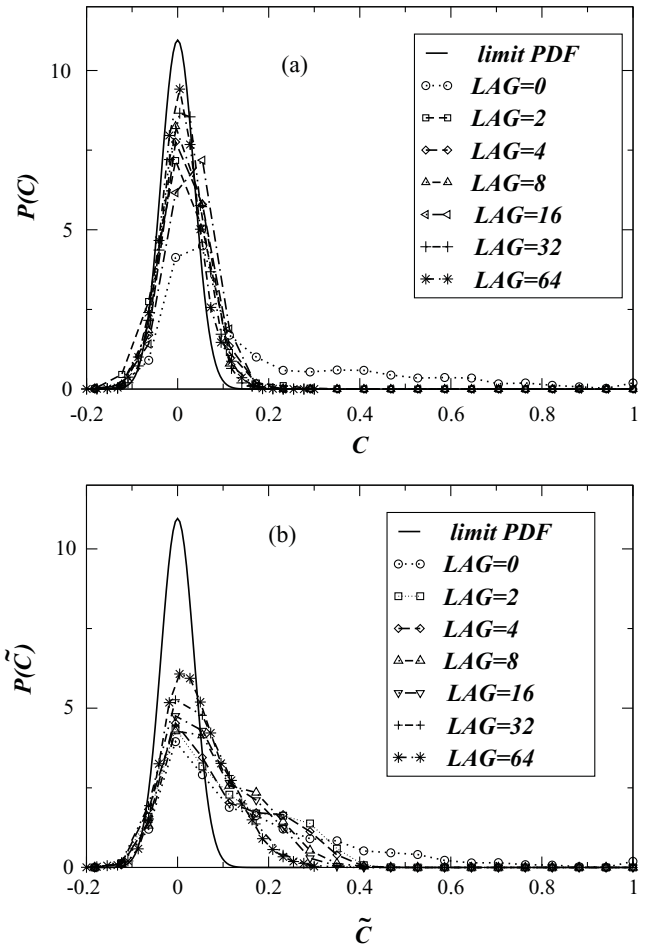 10
5
0
P(C)
(a)
limit PDF
LAG=0
LAG=2
LAG=4
LAG=8
LAG=16
LAG=32
LAG=64
-0.2 0 0.2 0.4 0.6 0.8 1
C
10
5
0
P(C̃)
(b)
limit PDF
LAG=0
LAG=2
LAG=4
LAG=8
LAG=16
LAG=32
LAG=64
-0.2 0 0.2 0.4 0.6 0.8 1
C̃